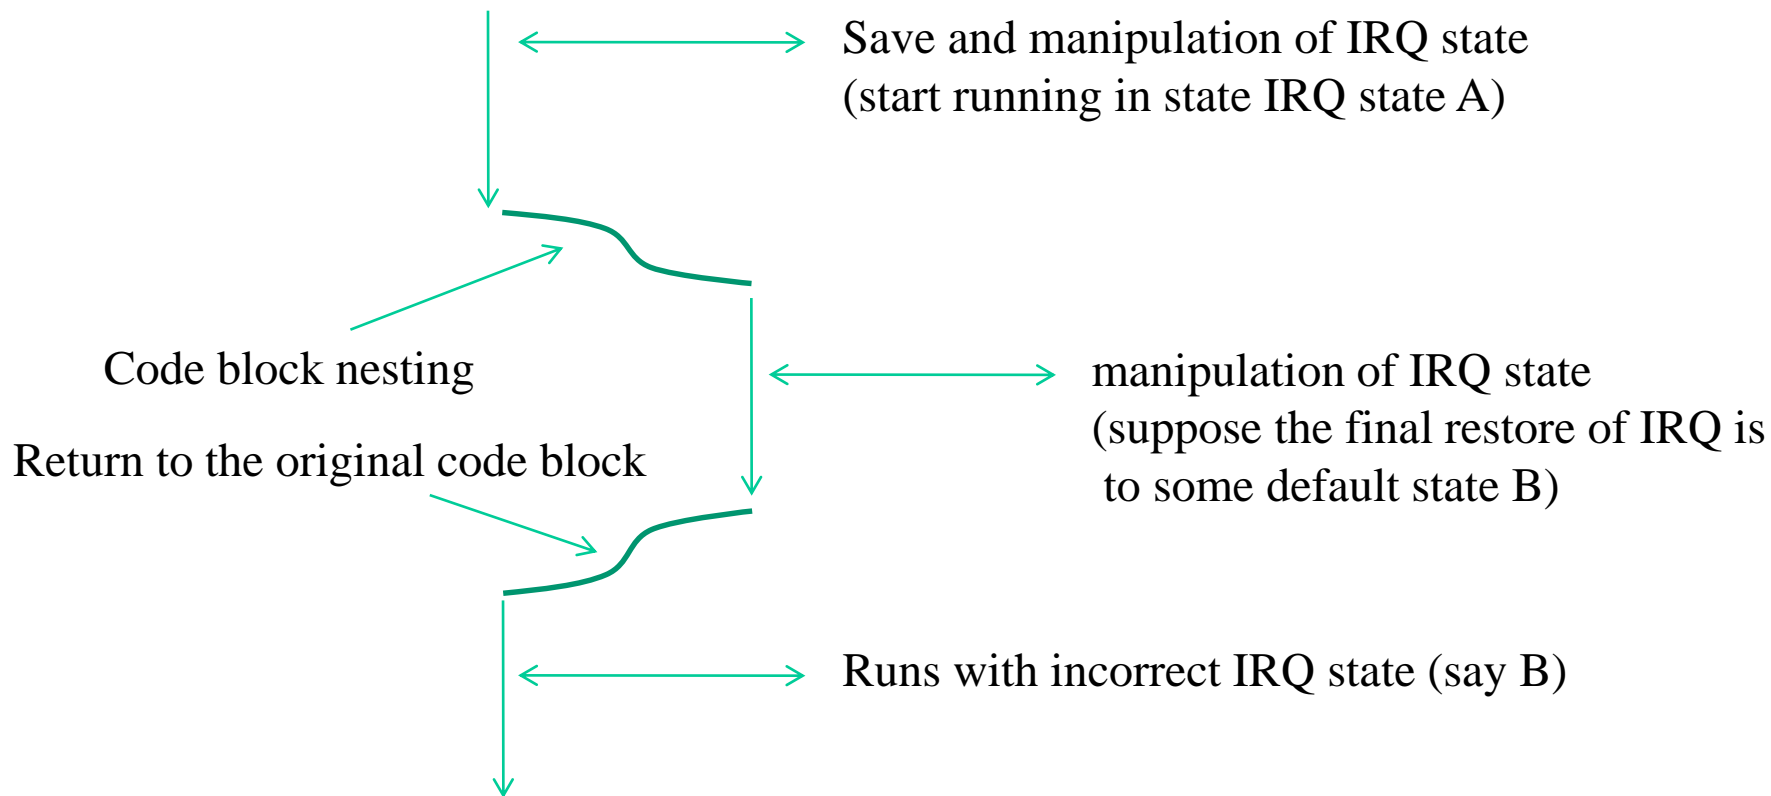 Save and manipulation of IRQ state
(start running in state IRQ state A)
Code block nesting
manipulation of IRQ state
(suppose the final restore of IRQ is
to some default state B)
Return to the original code block
Runs with incorrect IRQ state (say B)